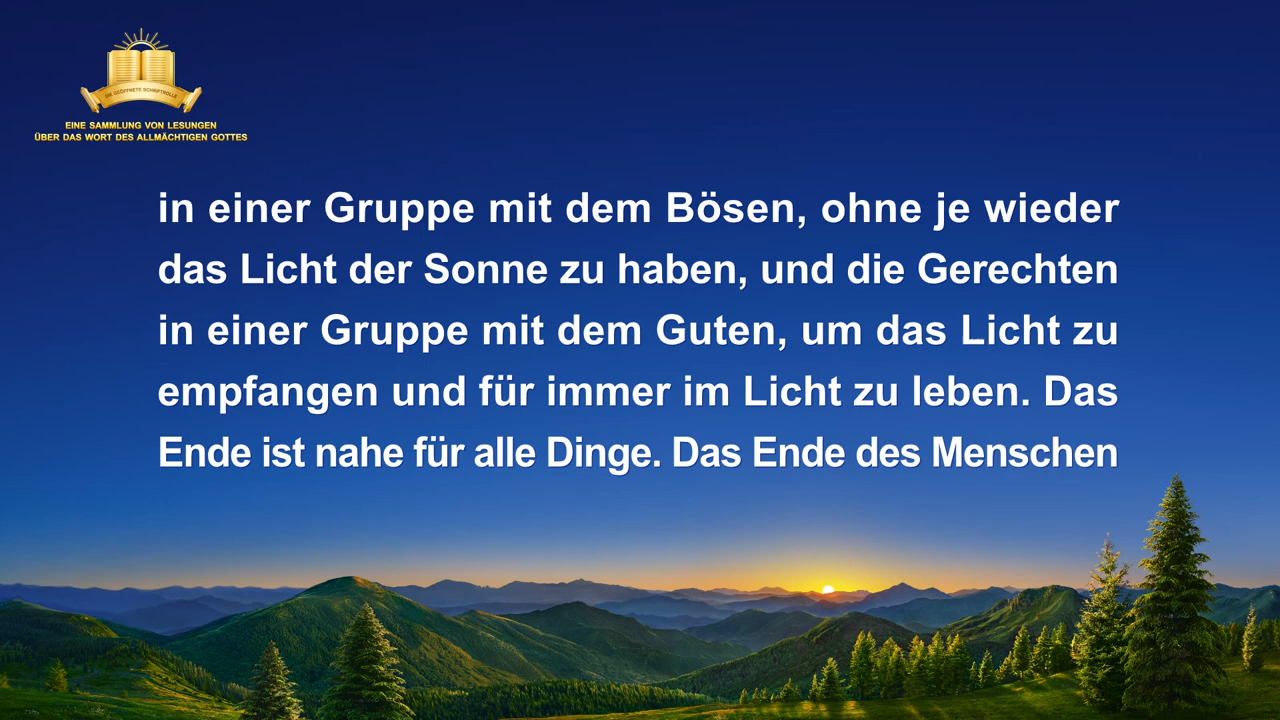 DIE GEÖFFNETE SCHRIFTROLLE
EINE SAMMLUNG VON LESUNGEN
ÜBER DAS WORT DES ALLMÄCHTIGEN GOTTES
in einer Gruppe mit dem Bösen, ohne je wieder
das Licht der Sonne zu haben, und die Gerechten
in einer Gruppe mit dem Guten, um das Licht zu
empfangen und für immer im Licht zu leben. Das
Ende ist nahe für alle Dinge. Das Ende des Menschen